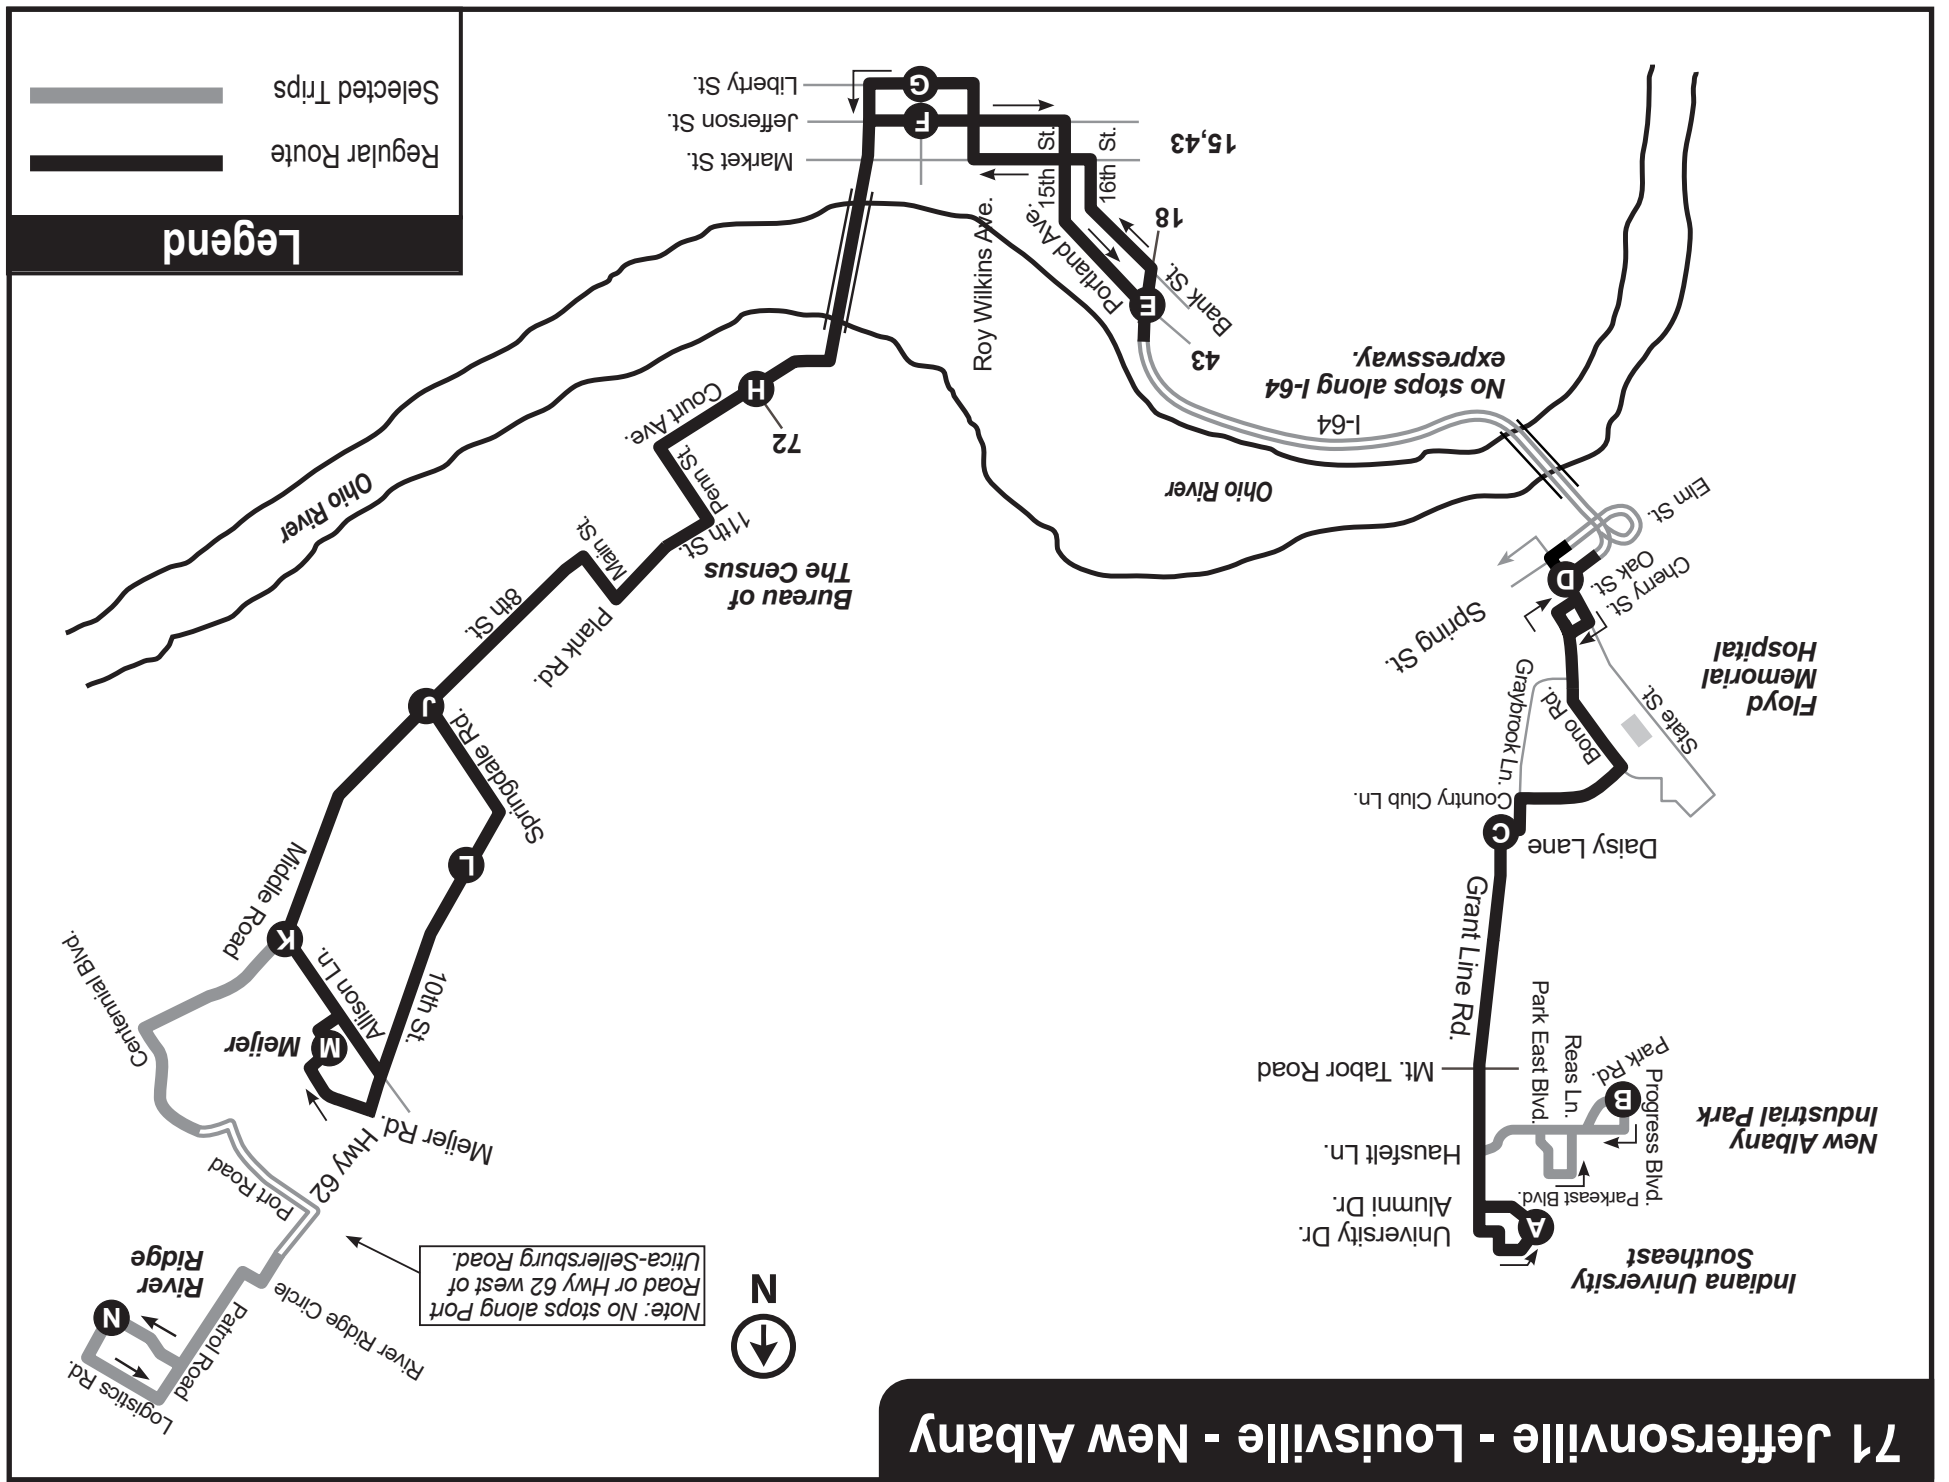 71 Jeffersonville - Louisville - New Albany
Indiana University
Southeast
A
University Dr.
Alumni Dr.
Hausfelt Ln.
Parkeast Blvd.
Progress Blvd.
Park Rd.
Reas Ln.
Park East Blvd.
B
New Albany
Industrial Park
Mt. Tabor Road
Grant Line Rd.
Daisy Lane
C
Country Club Ln.
Graybrook Ln.
Bono Rd.
State St.
Floyd
Memorial
Hospital
Spring St.
Cherry St.
Oak St.
D
Elm St.
Ohio River
I-64
No stops along I-64
expressway.
43
E
Bank St.
18
Portland Ave.
15th St.
16th St.
15,43
Roy Wilkins Ave.
Market St.
Jefferson St.
Liberty St.
F
G
N
Note: No stops along Port
Road or Hwy 62 west of
Utica-Sellersburg Road.
Logistics Rd.
Patrol Road
River Ridge Circle
N
River
Ridge
Port Road
Hwy 62
Meijer Rd.
M
Meijer
Centennial Blvd.
Allison Ln.
10th St.
K
Middle Road
L
Springdale Rd.
J
8th St.
Plank Rd.
Main St.
Bureau of
The Census
11th St.
Penn St.
Court Ave.
72
H
Ohio River
Legend
Regular Route
Selected Trips